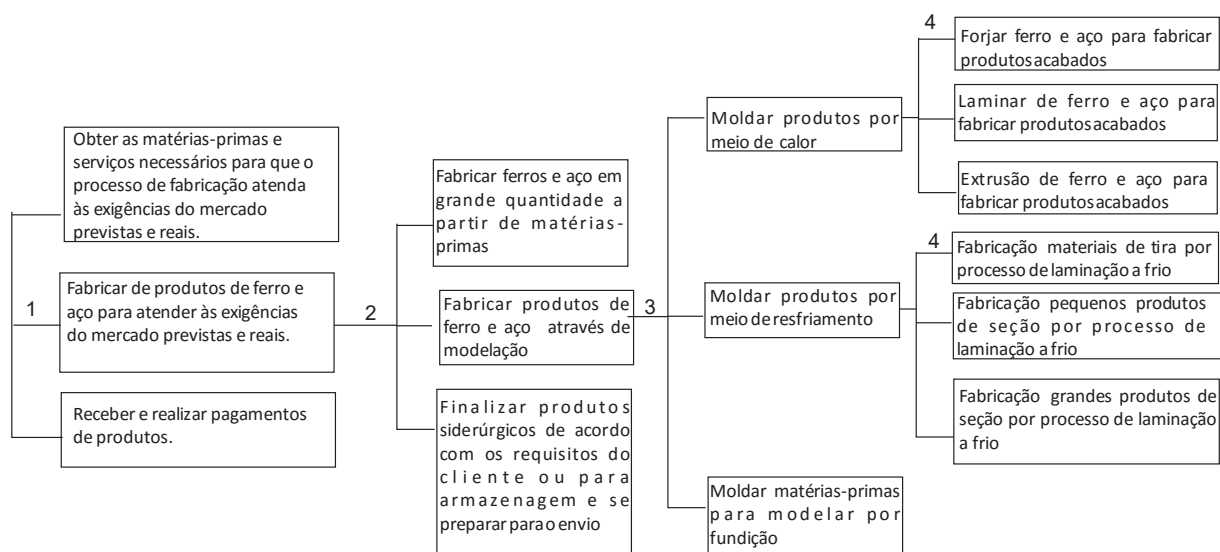 Obter as matérias-primas e
serviços necessários para que o
processo de fabricação atenda
às exigências do mercado
previstas e reais.
1
Fabricar de produtos de ferro e
aço para atender às exigências
do mercado previstas e reais.
Receber e realizar pagamentos
de produtos.
2
Fabricar ferros e aço em
grande quantidade a
partir de matérias-
primas
Fabricar produtos de
ferro e aço através de
modelação
Finalizar produtos
siderúrgicos de acordo
com os requisitos do
cliente ou para
armazenagem e se
preparar para o envio
3
Moldar produtos por
meio de calor
Moldar produtos por
meio de resfriamento
Moldar matérias-primas
para modelar por
fundição
4
Forjar ferro e aço para fabricar
produtos acabados
Laminar de ferro e aço para
fabricar produtos acabados
Extrusão de ferro e aço para
fabricar produtos acabados
4
Fabricação materiais de tira por
processo de laminação a frio
Fabricação pequenos produtos
de seção por processo de
laminação a frio
Fabricação grandes produtos de
seção por processo de laminação
a frio